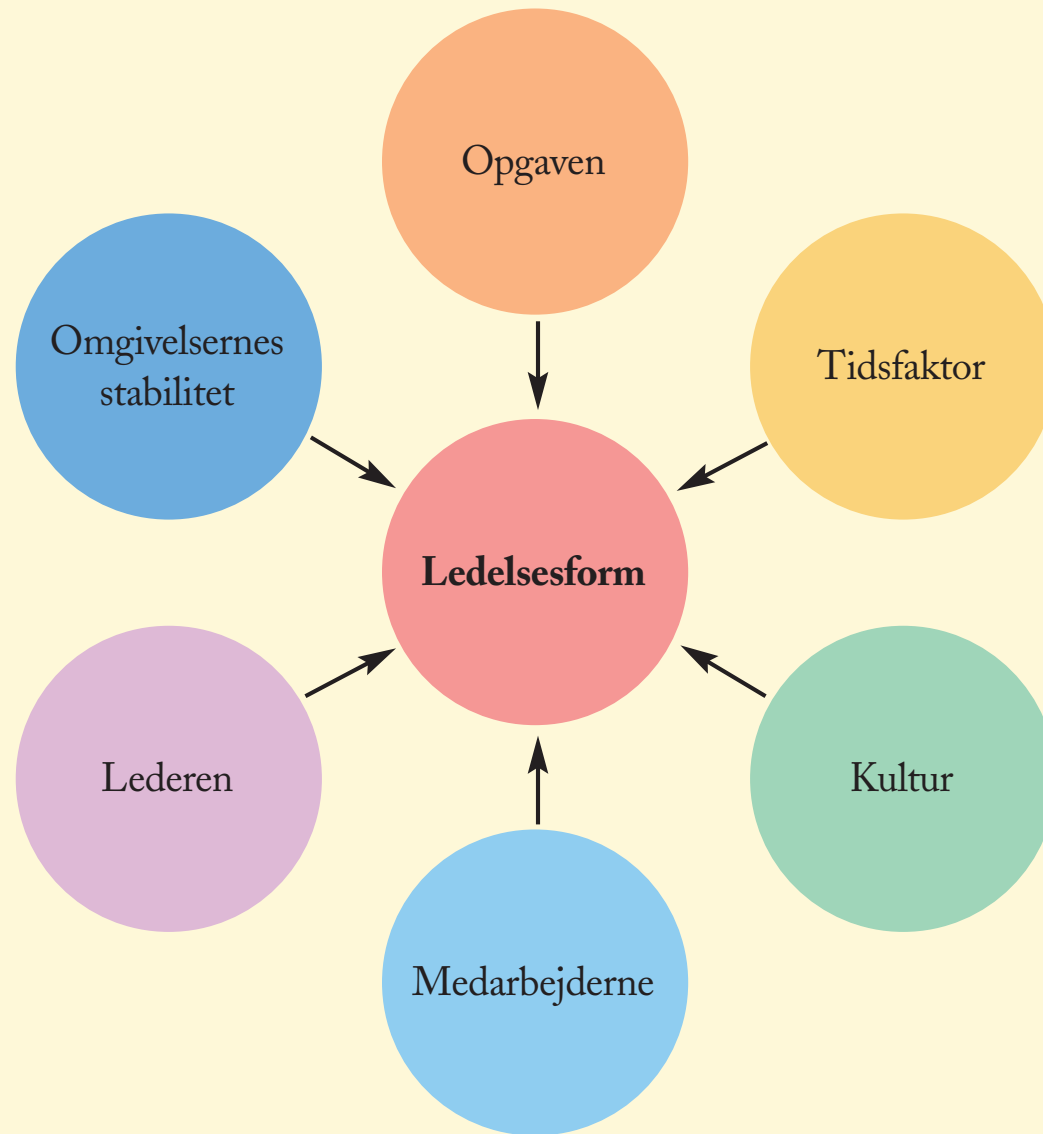 Opgaven
Omgivelsernes
stabilitet
Tidsfaktor
Ledelsesform
Lederen
Kultur
Medarbejderne